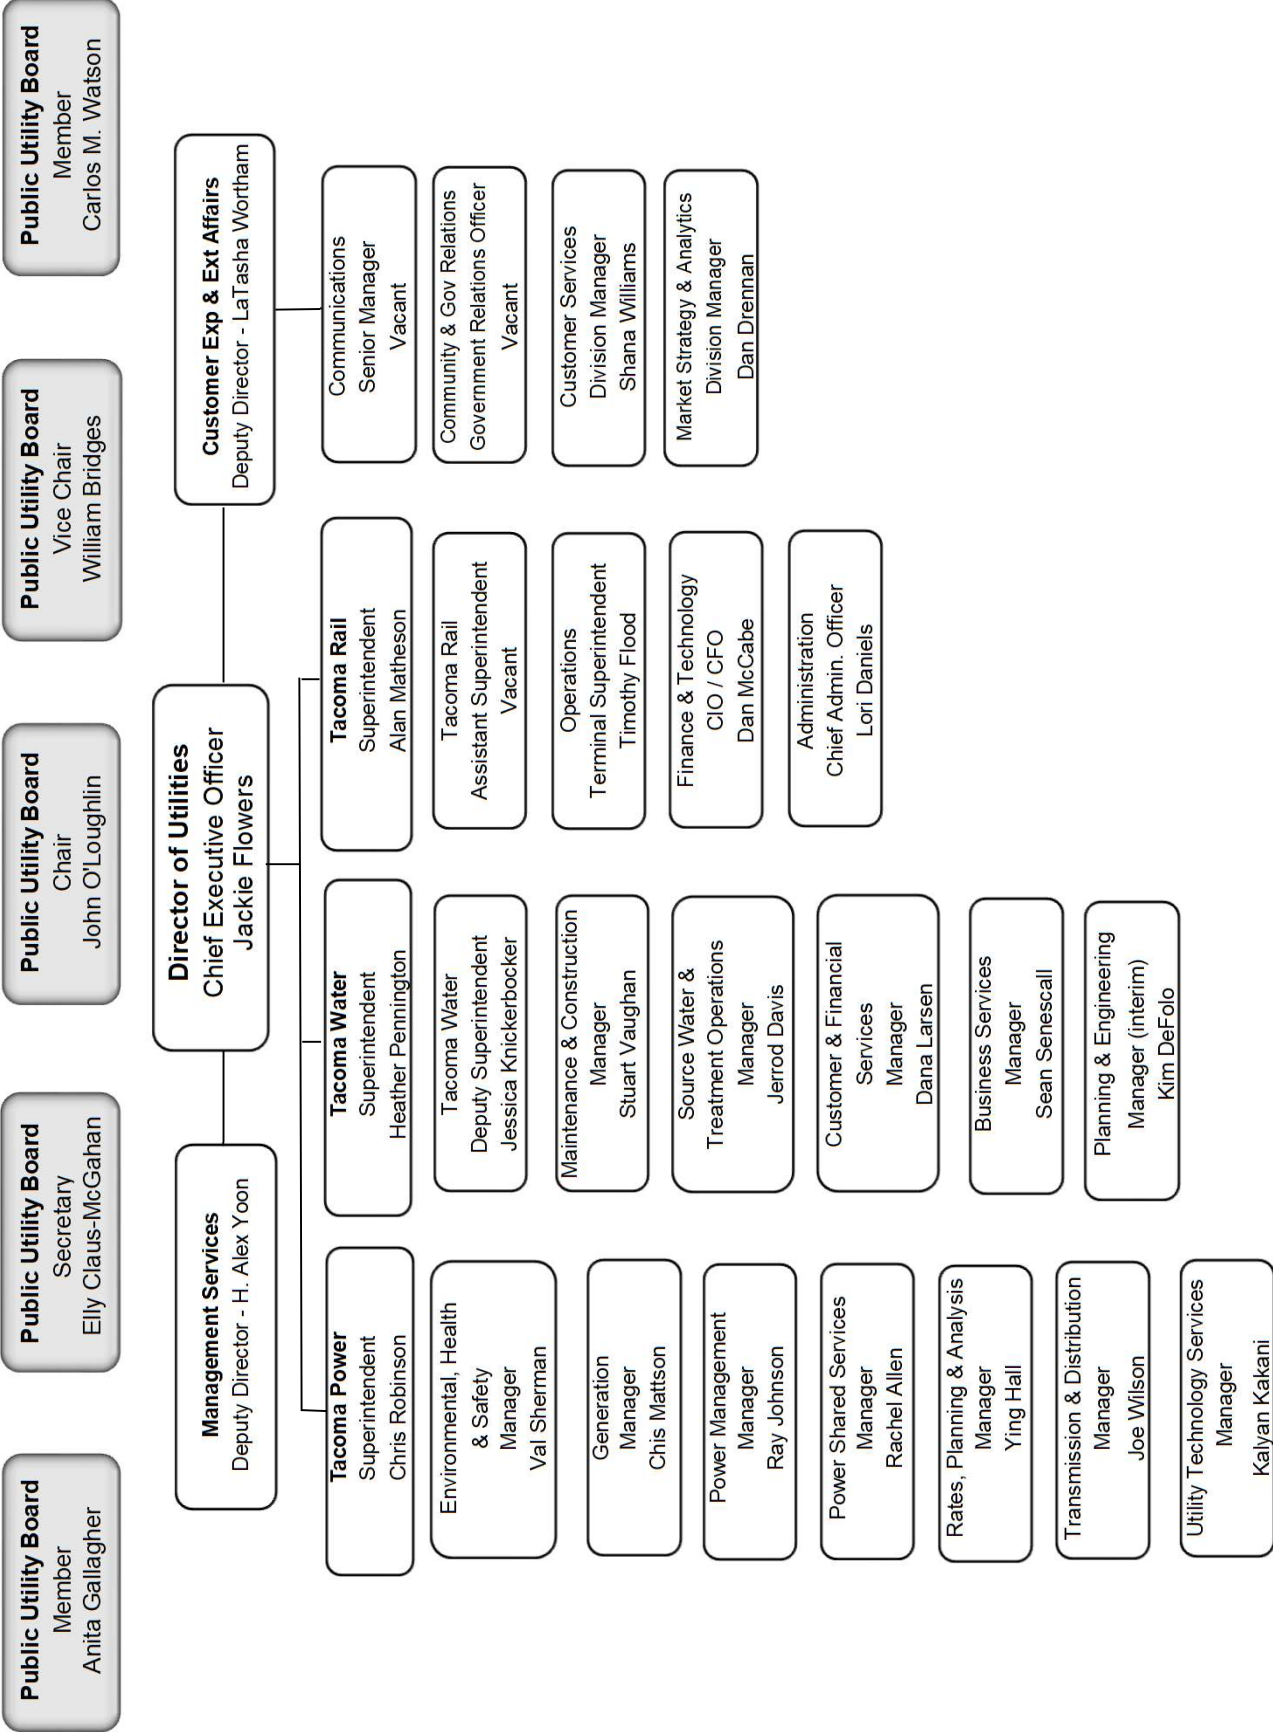 Public Utility Board
Member
Anita Gallagher
Public Utility Board
Secretary
Elly Claus-McGahan
Public Utility Board
Chair
John O'Loughlin
Public Utility Board
Vice Chair
William Bridges
Public Utility Board
Member
Carlos M. Watson
Management Services
Deputy Director - H. Alex Yoon
Director of Utilities
Chief Executive Officer
Jackie Flowers
Customer Exp & Ext Affairs
Deputy Director - LaTasha Wortham
Tacoma Power
Superintendent
Chris Robinson
Environmental, Health
& Safety
Manager
Val Sherman
Generation
Manager
Chis Mattson
Power Management
Manager
Ray Johnson
Power Shared Services
Manager
Rachel Allen
Rates, Planning & Analysis
Manager
Ying Hall
Transmission & Distribution
Manager
Joe Wilson
Utility Technology Services
Manager
Kalyan Kakani
Tacoma Water
Superintendent
Heather Pennington
Tacoma Water
Deputy Superintendent
Jessica Knickerbocker
Maintenance & Construction
Manager
Stuart Vaughan
Source Water &
Treatment Operations
Manager
Jerrod Davis
Customer & Financial
Services
Manager
Dana Larsen
Business Services
Manager
Sean Senescall
Planning & Engineering
Manager (interim)
Kim DeFolo
Tacoma Rail
Superintendent
Alan Matheson
Tacoma Rail
Assistant Superintendent
Vacant
Operations
Terminal Superintendent
Timothy Flood
Finance & Technology
CIO / CFO
Dan McCabe
Administration
Chief Admin. Officer
Lori Daniels
Communications
Senior Manager
Vacant
Community & Gov Relations
Government Relations Officer
Vacant
Customer Services
Division Manager
Shana Williams
Market Strategy & Analytics
Division Manager
Dan Drennan